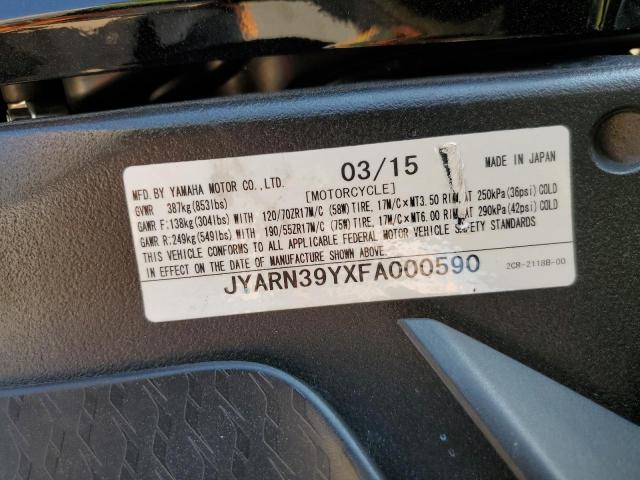 MFD. BY YAMAHA MOTOR CO., LTD. 03/15 MADE IN JAPAN
GVWR 387kg(853lbs) [MOTORCYCLE]
GAWR F:138kg(304lbs) WITH 120/70ZR17M/C (58W) TIRE, 17M/C×MT3.50 RIM, AT 250kPa(36psi) COLD
GAWR R:249kg(549lbs) WITH 190/55ZR17M/C (75W) TIRE, 17M/C×MT6.00 RIM, AT 290kPa(42psi) COLD
THIS VEHICLE CONFORMS TO ALL APPLICABLE FEDERAL MOTOR VEHICLE SAFETY STANDARDS
IN EFFECT ON THE DATE OF MANUFACTURE SHOWN ABOVE.
JYARN39YXFA000590 2CR-2118B-00